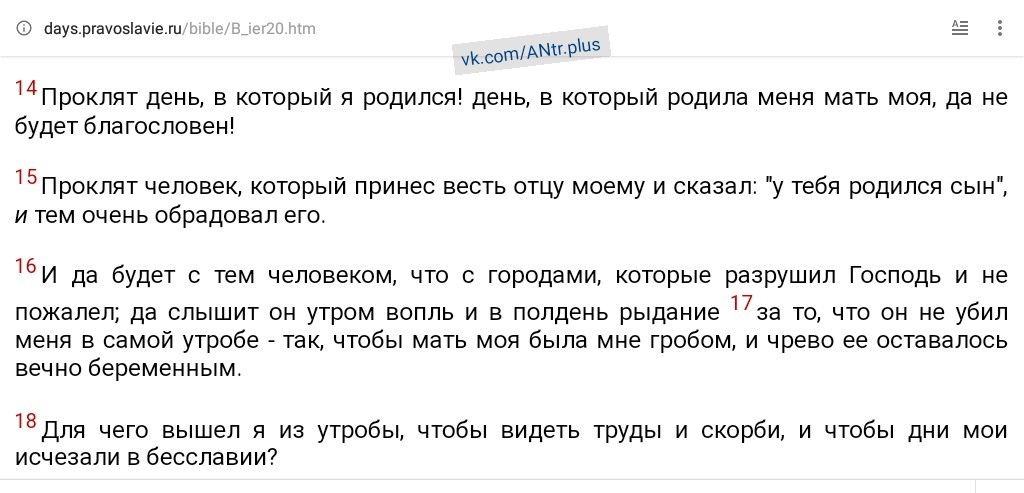 days.pravoslavie.ru/bible/B_ier20.htm
vk.com/ANtr.plus
14 Проклят день, в который я родился! день, в который родила меня мать моя, да не
будет благословен!
15 Проклят человек, который принес весть отцу моему и сказал: "у тебя родился сын",
и тем очень обрадовал его.
16 И да будет с тем человеком, что с городами, которые разрушил Господь и не
пожалел; да слышит он утром вопль и в полдень рыдание 17 за то, что он не убил
меня в самой утробе - так, чтобы мать моя была мне гробом, и чрево ее оставалось
вечно беременным.
18 Для чего вышел я из утробы, чтобы видеть труды и скорби, и чтобы дни мои
исчезали в бесславии?